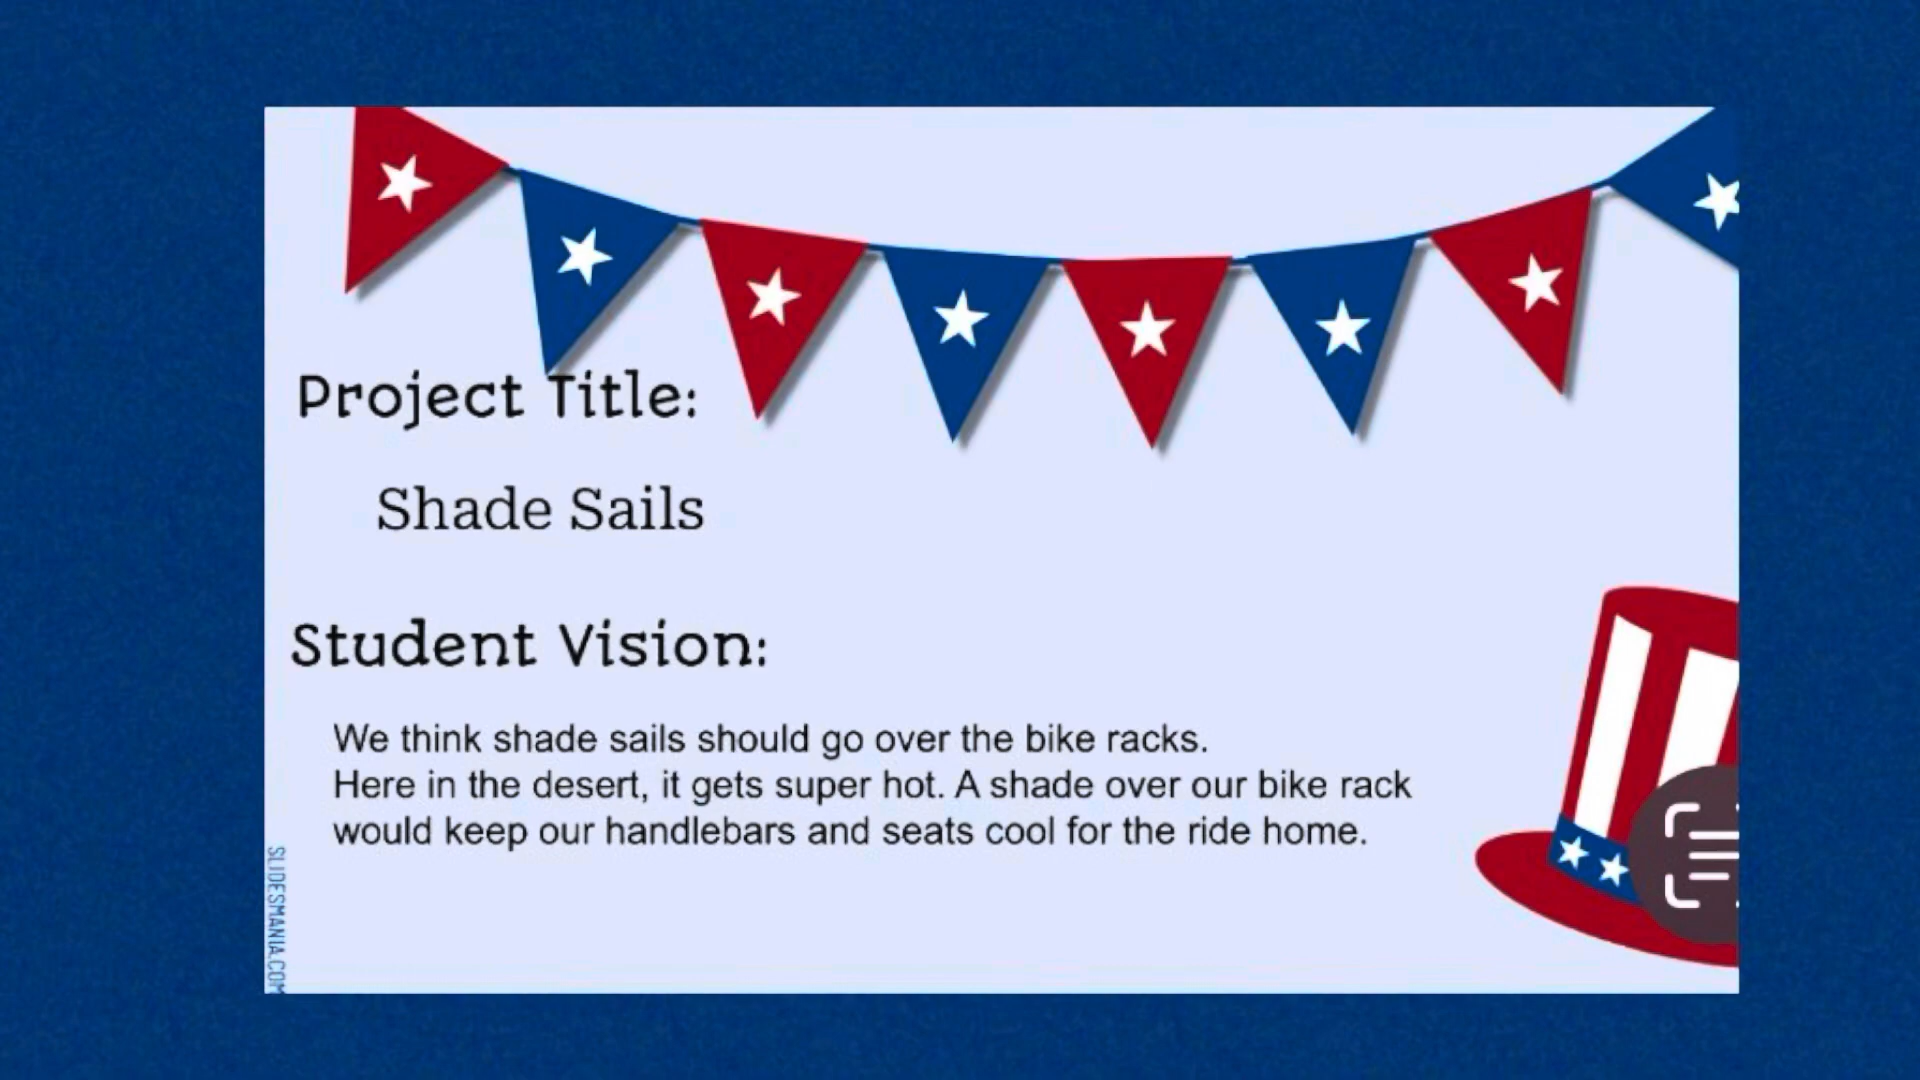 Project Title:
Shade Sails
Student Vision:
We think shade sails should go over the bike racks.
Here in the desert, it gets super hot. A shade over our bike rack
would keep our handlebars and seats cool for the ride home.
SLIDESMANIA.COM